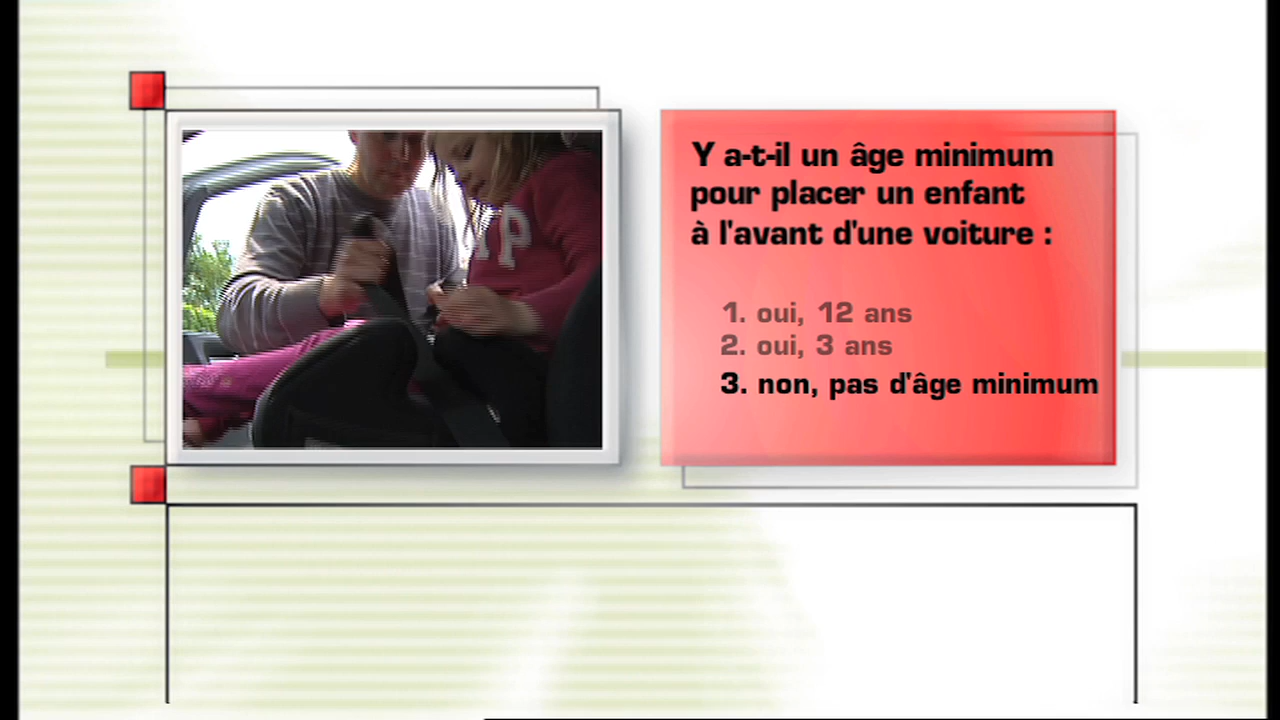 Y a-t-il un âge minimum
pour placer un enfant
à l'avant d'une voiture :
1. oui, 12 ans
2. oui, 3 ans
3. non, pas d'âge minimum